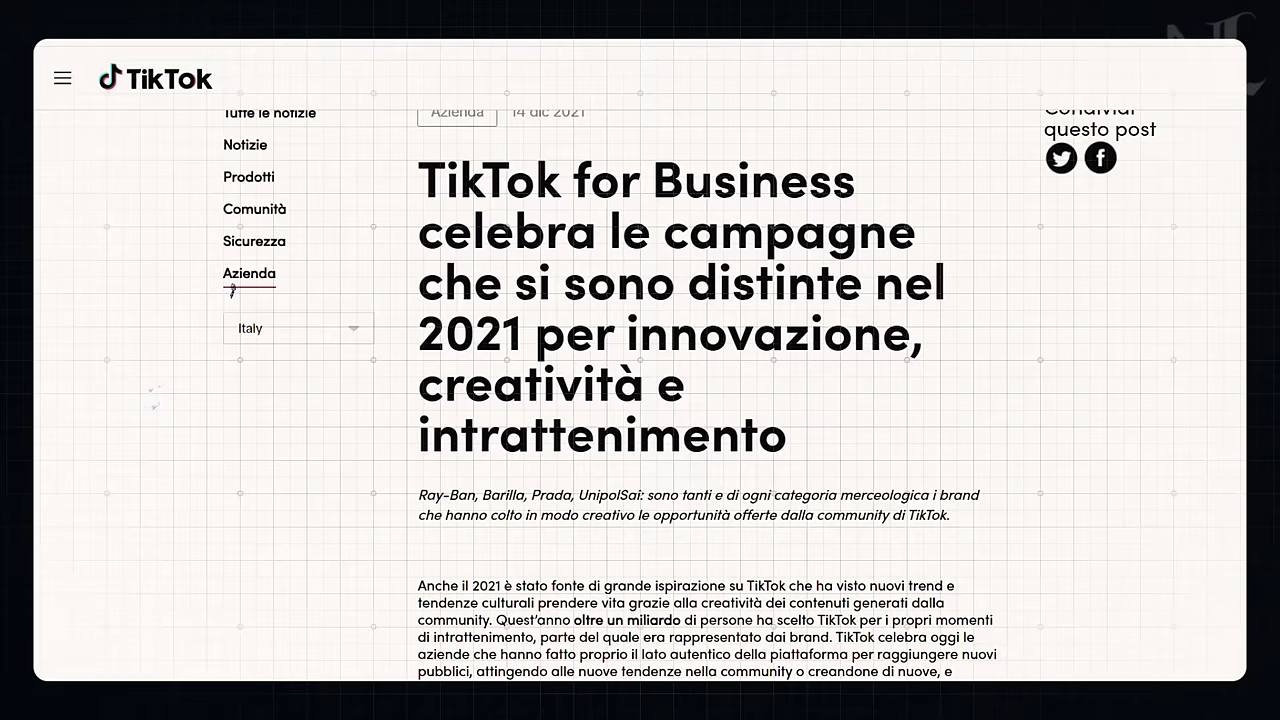 TikTok
Tutte le notizie
Notizie
Prodotti
Comunità
Sicurezza
Azienda
Italy
Azienda 14 dic 2021
TikTok for Business
celebra le campagne
che si sono distinte nel
2021 per innovazione,
creatività e
intrattenimento
Ray-Ban, Barilla, Prada, UnipolSai: sono tanti e di ogni categoria merceologica i brand
che hanno colto in modo creativo le opportunità offerte dalla community di TikTok.
Anche il 2021 è stato fonte di grande ispirazione su TikTok che ha visto nuovi trend e
tendenze culturali prendere vita grazie alla creatività dei contenuti generati dalla
community. Quest'anno oltre un miliardo di persone ha scelto TikTok per i propri momenti
di intrattenimento, parte del quale era rappresentato dai brand. TikTok celebra oggi le
aziende che hanno fatto proprio il lato autentico della piattaforma per raggiungere nuovi
pubblici, attingendo alle nuove tendenze nella community o creandone di nuove, e
Condividi
questo post